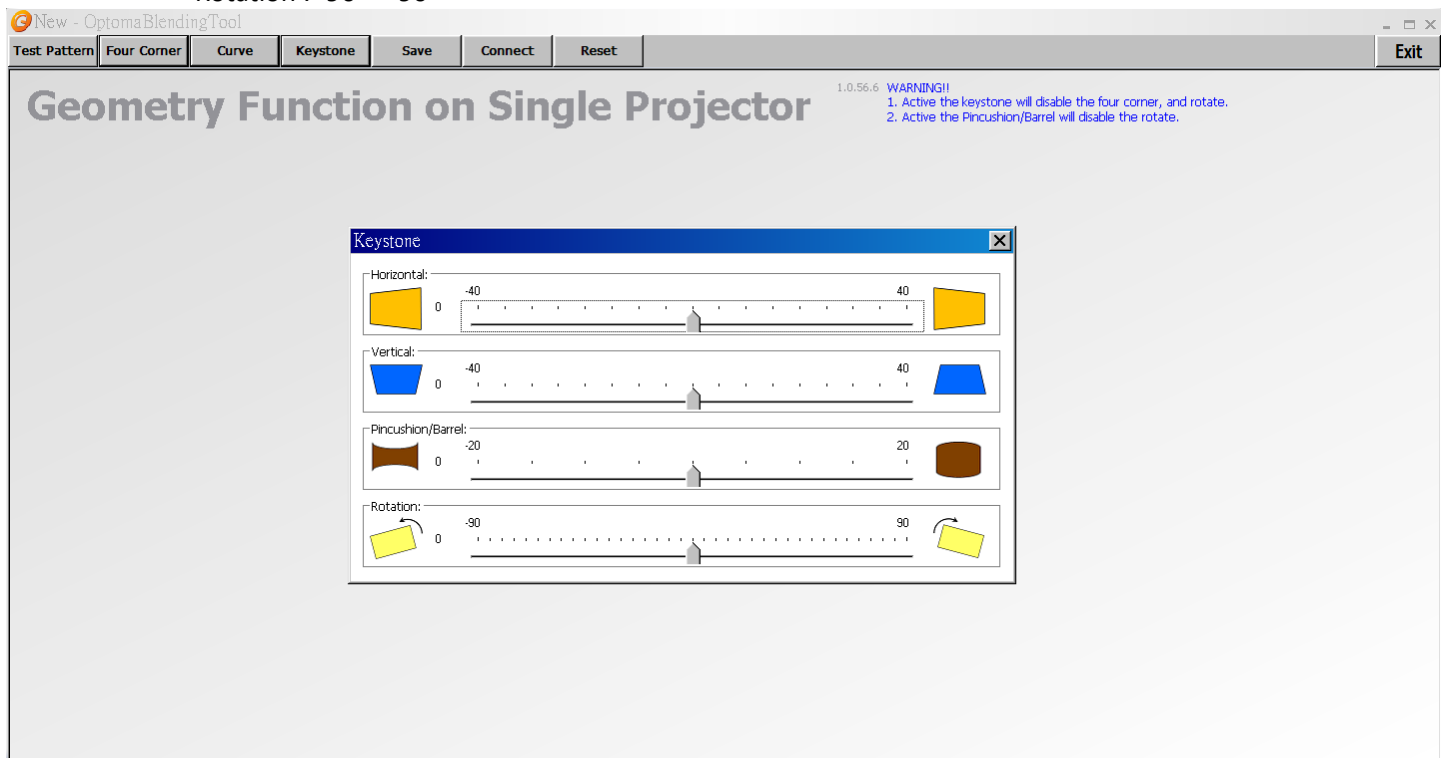 New - OptomaBlendingTool
Test Pattern Four Corner Curve Keystone Save Connect Reset Exit
Geometry Function on Single Projector
1.0.56.6 WARNING!!
1. Active the keystone will disable the four corner, and rotate.
2. Active the Pincushion/Barrel will disable the rotate.
Keystone
Horizontal:
-40 40
0
Vertical:
-40 40
0
Pincushion/Barrel:
-20 20
0
Rotation:
-90 90
0